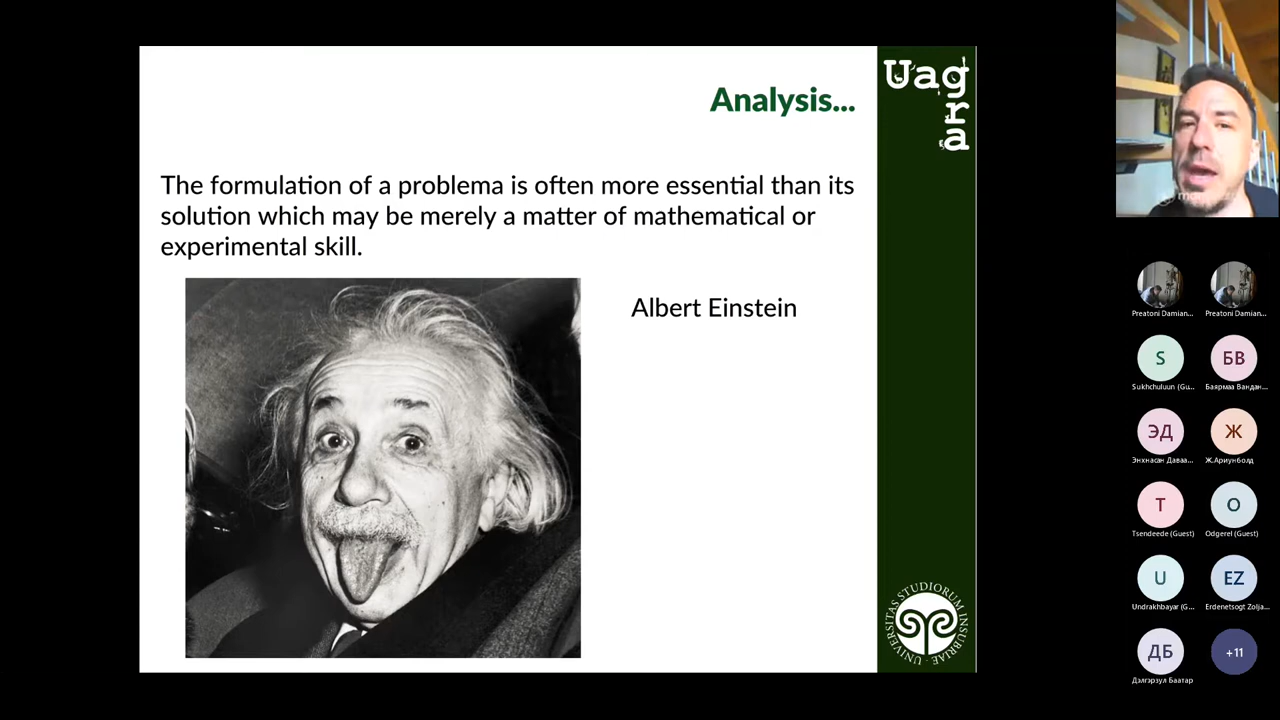 Analysis...
Uag
r
a
The formulation of a problema is often more essential than its
solution which may be merely a matter of mathematical or
experimental skill.
Albert Einstein
UNIVERSITAS STUDIORUM INSUBRIAE
Preatoni Damian...
Preatoni Damian...
S
БВ
Sukhchuluun (Gu...
Баярмаа Вандан...
ЭД
Ж
Энхнасан Даваа...
Ж.Ариунболд
T
O
Tsendeede (Guest)
Odgerel (Guest)
U
EZ
Undrakhbayar (G...
Erdenetsogt Zolja...
ДБ
+11
Дэлгэрзул Баатар